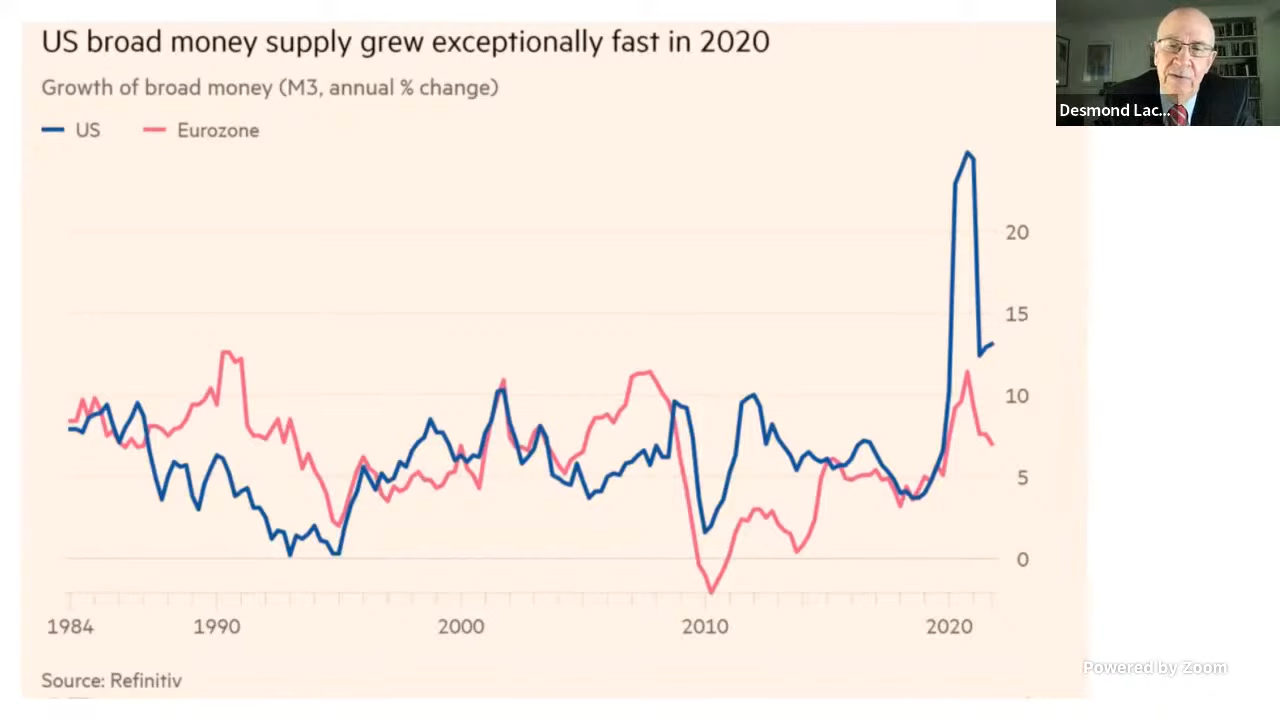 US broad money supply grew exceptionally fast in 2020
Growth of broad money (M3, annual % change)
US Eurozone
Desmond Lac...
20
15
10
5
0
1984 1990 2000 2010 2020
Source: Refinitiv
Powered by Zoom